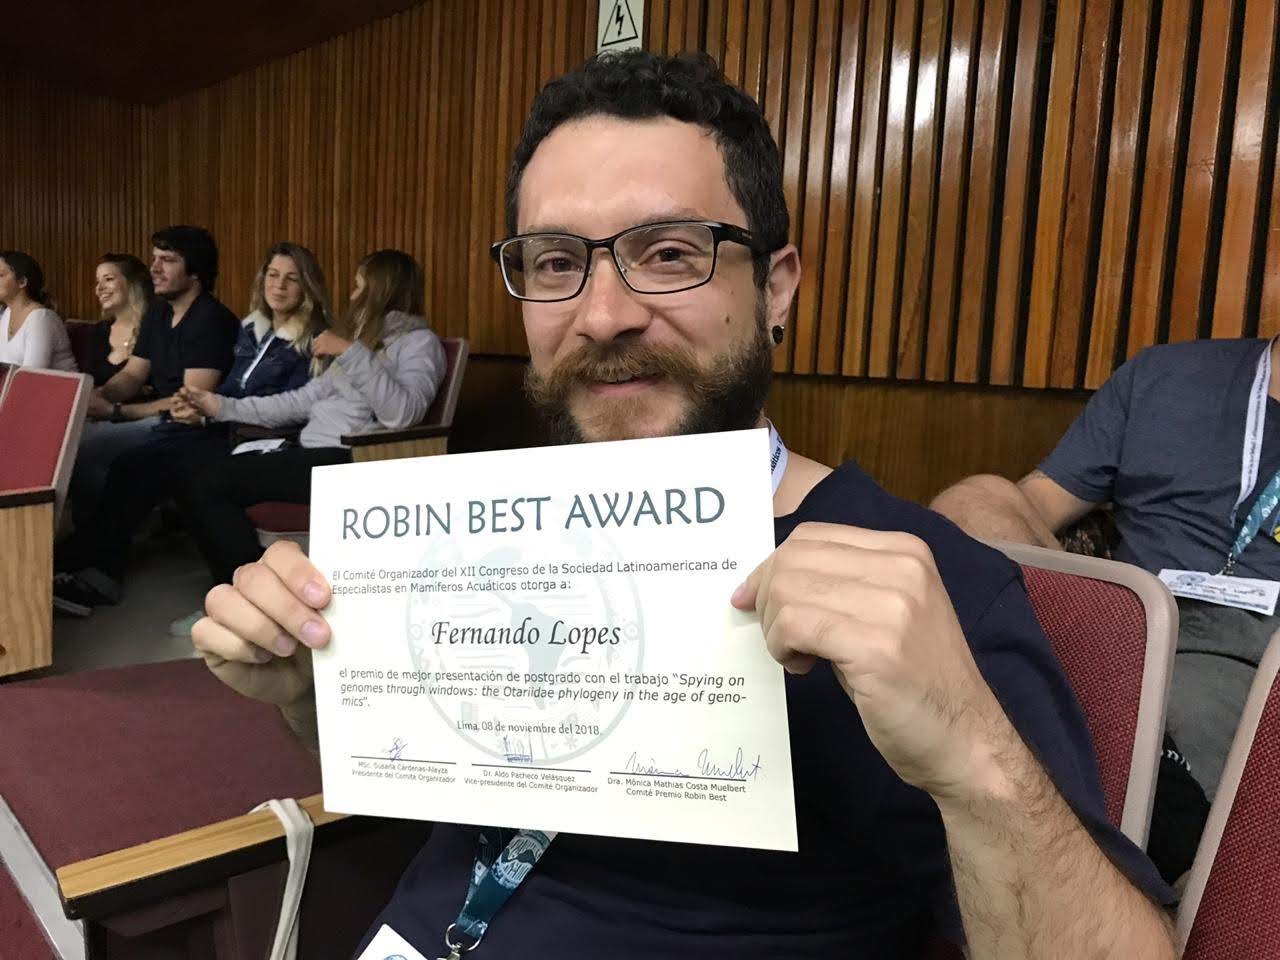 ROBIN BEST AWARD
El Comité Organizador del XII Congreso de la Sociedad Latinoamericana de
Especialistas en Mamíferos Acuáticos otorga a:
Fernando Lopes
el premio de mejor presentación de postgrado con el trabajo “Spying on
genomes through windows: the Otariidae phylogeny in the age of geno-
mics”.
Lima, 08 de noviembre del 2018.
MSc. Susana Cárdenas-Alayza
Presidente del Comité Organizador
Dr. Aldo Pacheco Velásquez
Vice-presidente del Comité Organizador
Mônica Muelbert
Dra. Mônica Mathias Costa Muelbert
Comité Premio Robin Best